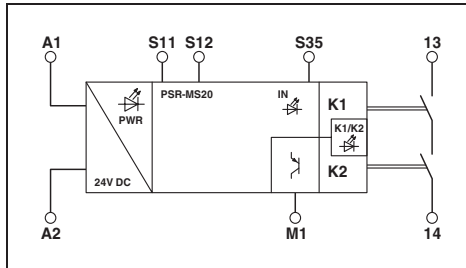 A1 S11 S12 S35 13
PSR-MS20 IN K1
PWR K1/K2
24V DC K2
A2 M1 14